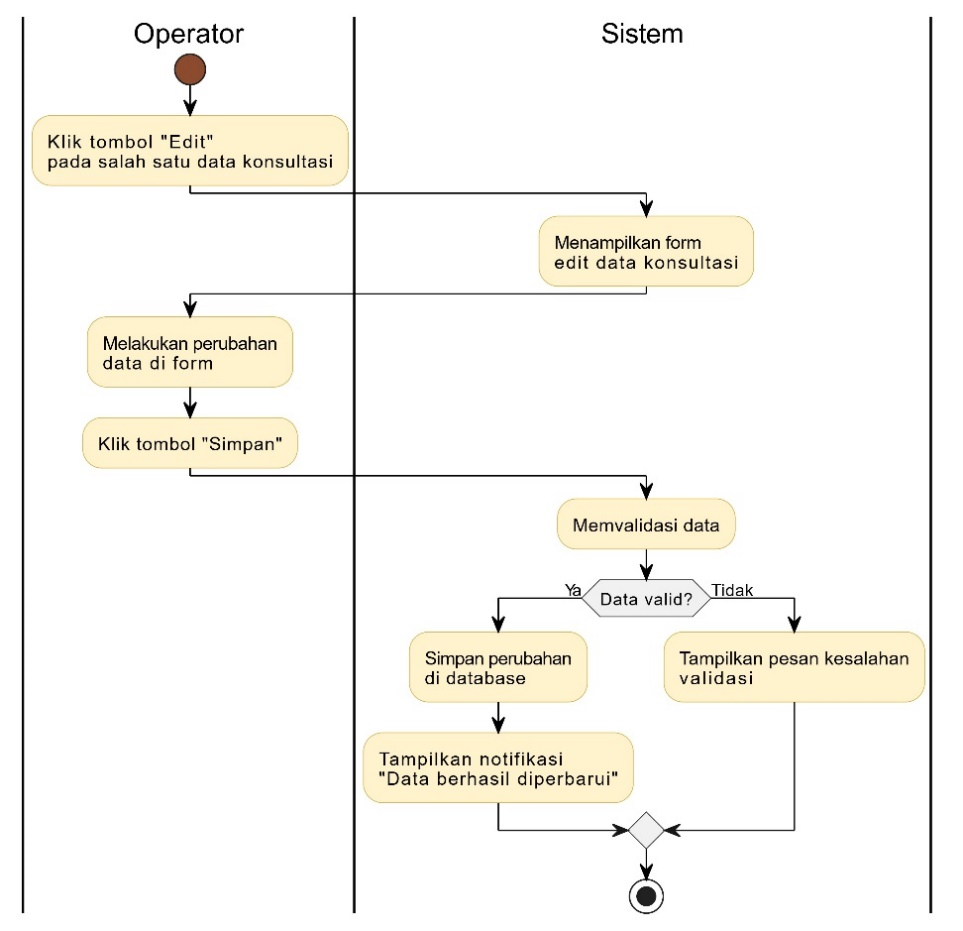 Operator
Sistem
Klik tombol "Edit"
pada salah satu data konsultasi
Menampilkan form
edit data konsultasi
Melakukan perubahan
data di form
Klik tombol "Simpan"
Memvalidasi data
Ya
Data valid?
Tidak
Simpan perubahan
di database
Tampilkan pesan kesalahan
validasi
Tampilkan notifikasi
"Data berhasil diperbarui"